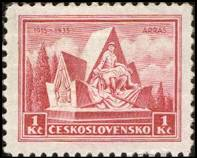 1915-1935 ARRAS
1 Kč ČESKOSLOVENSKO 1 Kč